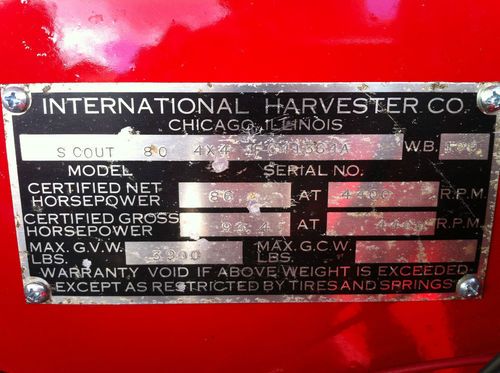 INTERNATIONAL HARVESTER CO.
CHICAGO, ILLINOIS
SCOUT 80 4X4 W.B.
MODEL SERIAL NO.
CERTIFIED NET HORSEPOWER 86 AT 4400 R.P.M.
CERTIFIED GROSS HORSEPOWER AT R.P.M.
MAX. G.V.W. LBS. 3900 MAX. G.C.W. LBS.
WARRANTY VOID IF ABOVE WEIGHT IS EXCEEDED
EXCEPT AS RESTRICTED BY TIRES AND SPRINGS